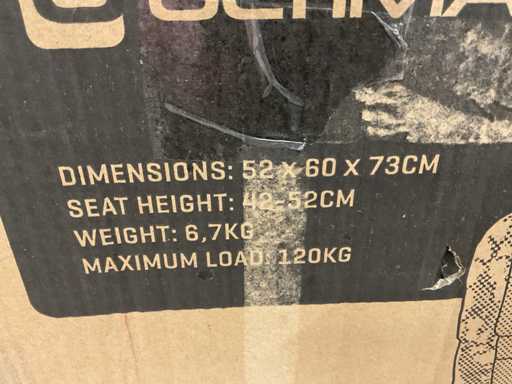 DIMENSIONS: 52 X 60 X 73CM
SEAT HEIGHT: 42-52CM
WEIGHT: 6,7KG
MAXIMUM LOAD: 120KG